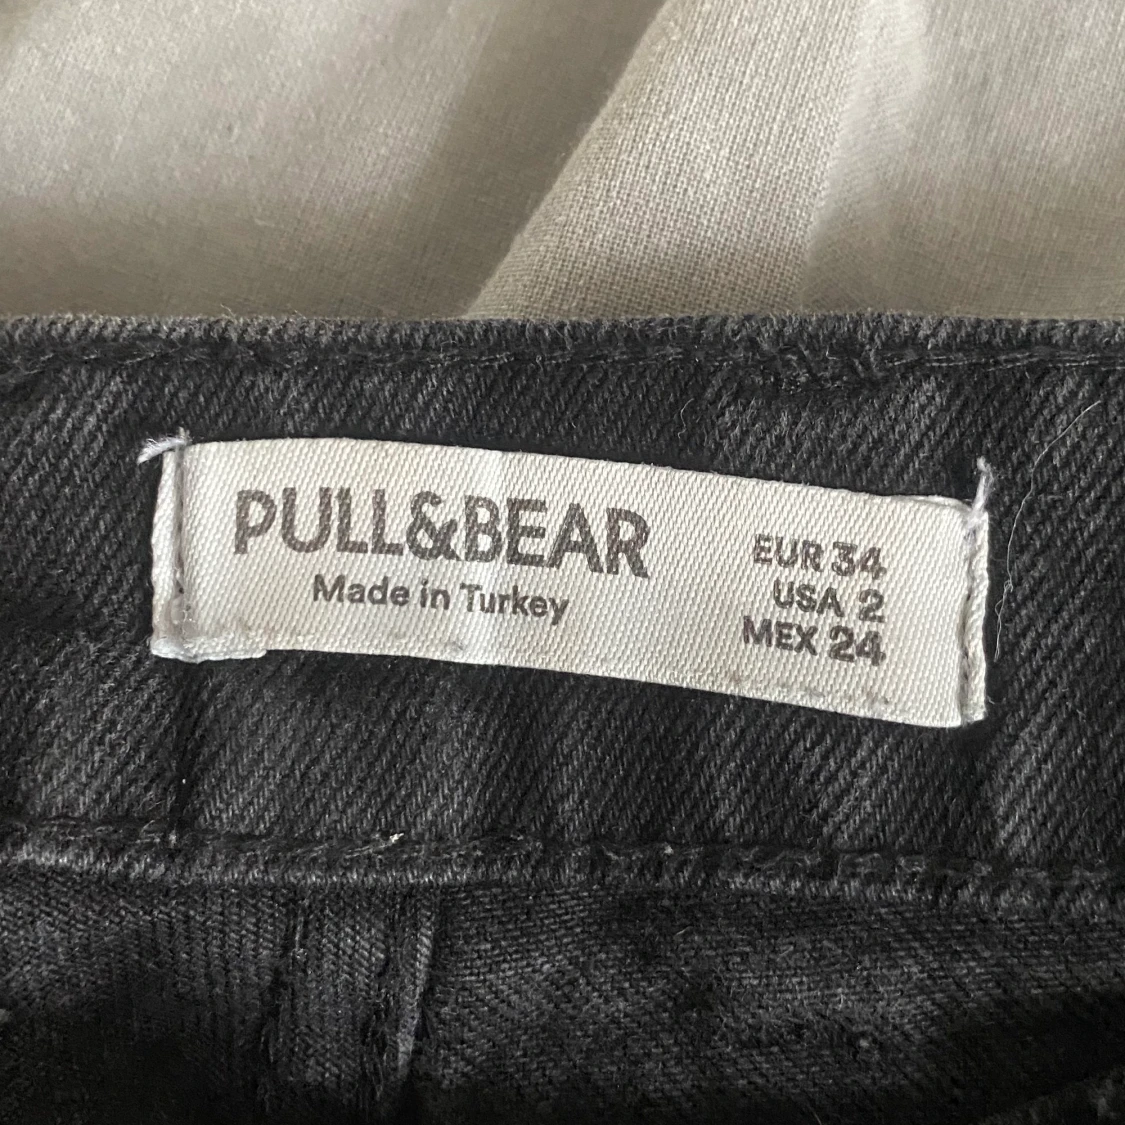 PULL&BEAR
Made in Turkey
EUR 34
USA 2
MEX 24